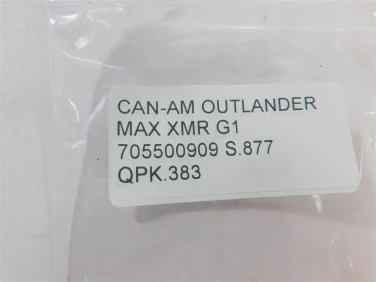 CAN-AM OUTLANDER
MAX XMR G1
705500909 S.877
QPK.383